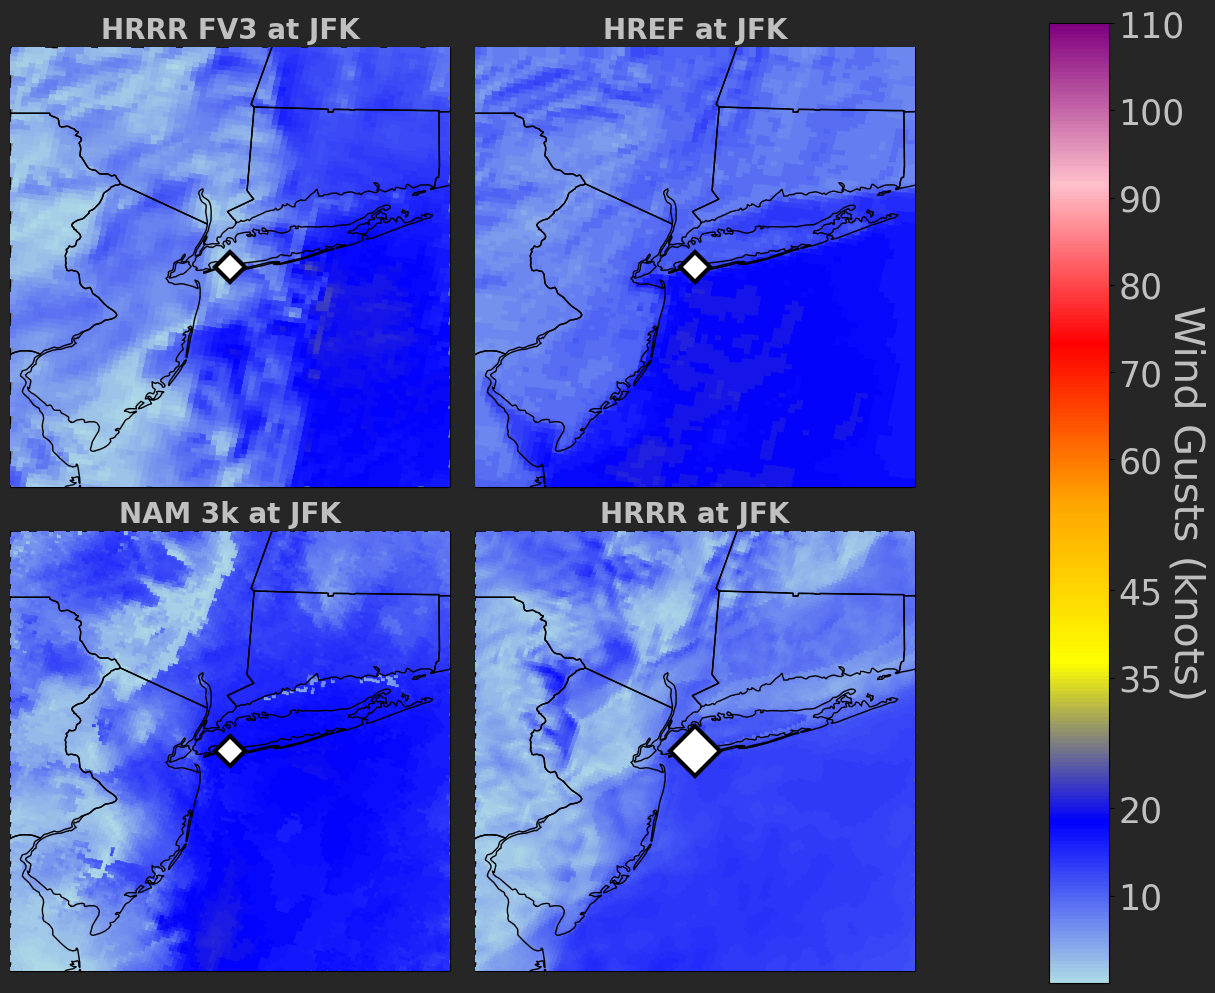 HRRR FV3 at JFK
HREF at JFK
NAM 3k at JFK
HRRR at JFK
110
100
90
80
70
60
45
35
20
10
Wind Gusts (knots)